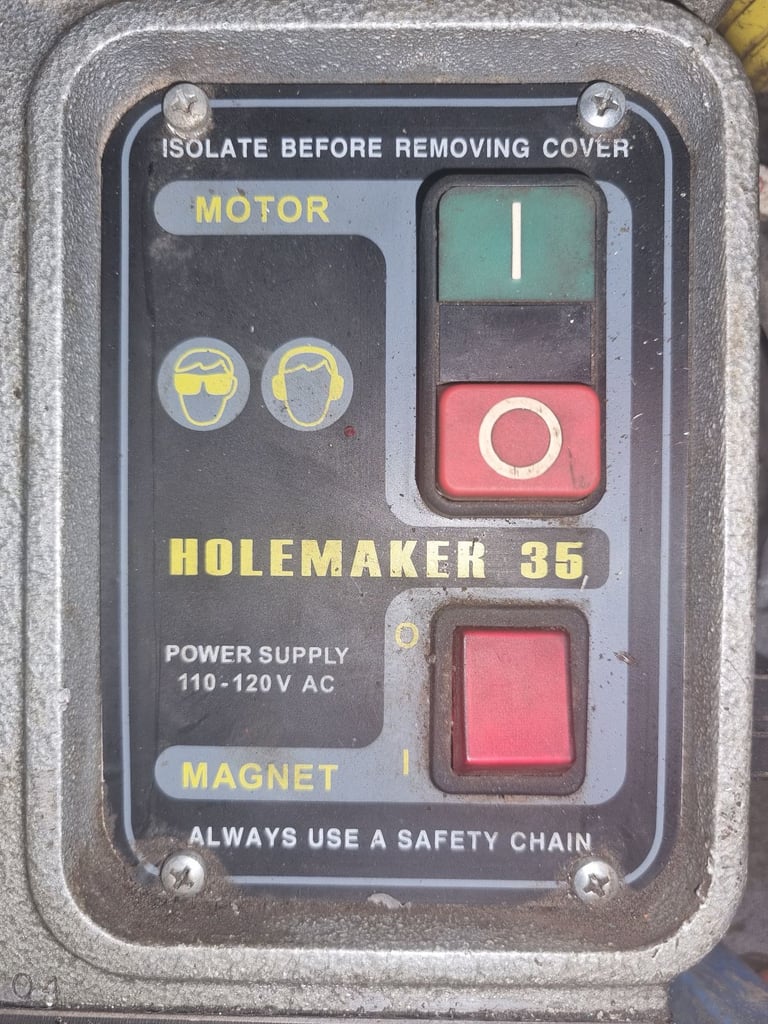 ISOLATE BEFORE REMOVING COVER
MOTOR
I
O
HOLEMAKER 35
POWER SUPPLY
110-120V AC
O
I
MAGNET
ALWAYS USE A SAFETY CHAIN